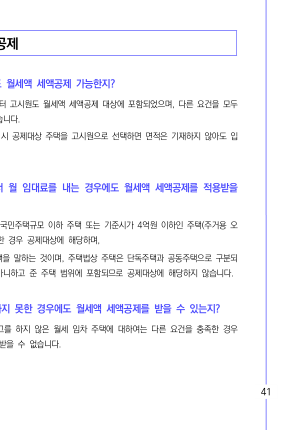 공제
도 월세액 세액공제 가능한지?
터 고시원도 월세액 세액공제 대상에 포함되었으며, 다른 요건을 모두
습니다.
시 공제대상 주택을 고시원으로 선택하면 면적은 기재하지 않아도 입
서 월 임대료를 내는 경우에도 월세액 세액공제를 적용받을
국민주택규모 이하 주택 또는 기준시가 4억원 이하인 주택(주거용 오
한 경우 공제대상에 해당하며,
택을 말하는 것이며, 주택법상 주택은 단독주택과 공동주택으로 구분되
아니하고 준 주택 범위에 포함되므로 공제대상에 해당하지 않습니다.
하지 못한 경우에도 월세액 세액공제를 받을 수 있는지?
고를 하지 않은 월세 임차 주택에 대하여는 다른 요건을 충족한 경우
받을 수 없습니다.
41